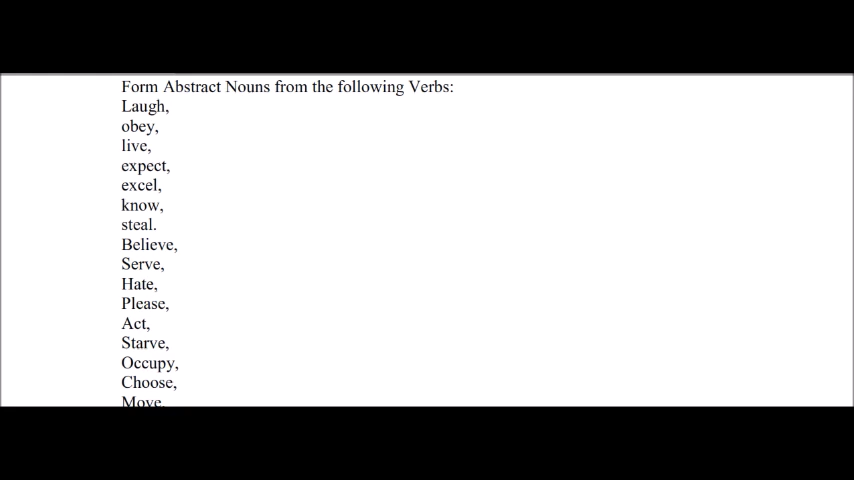 Form Abstract Nouns from the following Verbs:
Laugh,
obey,
live,
expect,
excel,
know,
steal.
Believe,
Serve,
Hate,
Please,
Act,
Starve,
Occupy,
Choose,
Move,